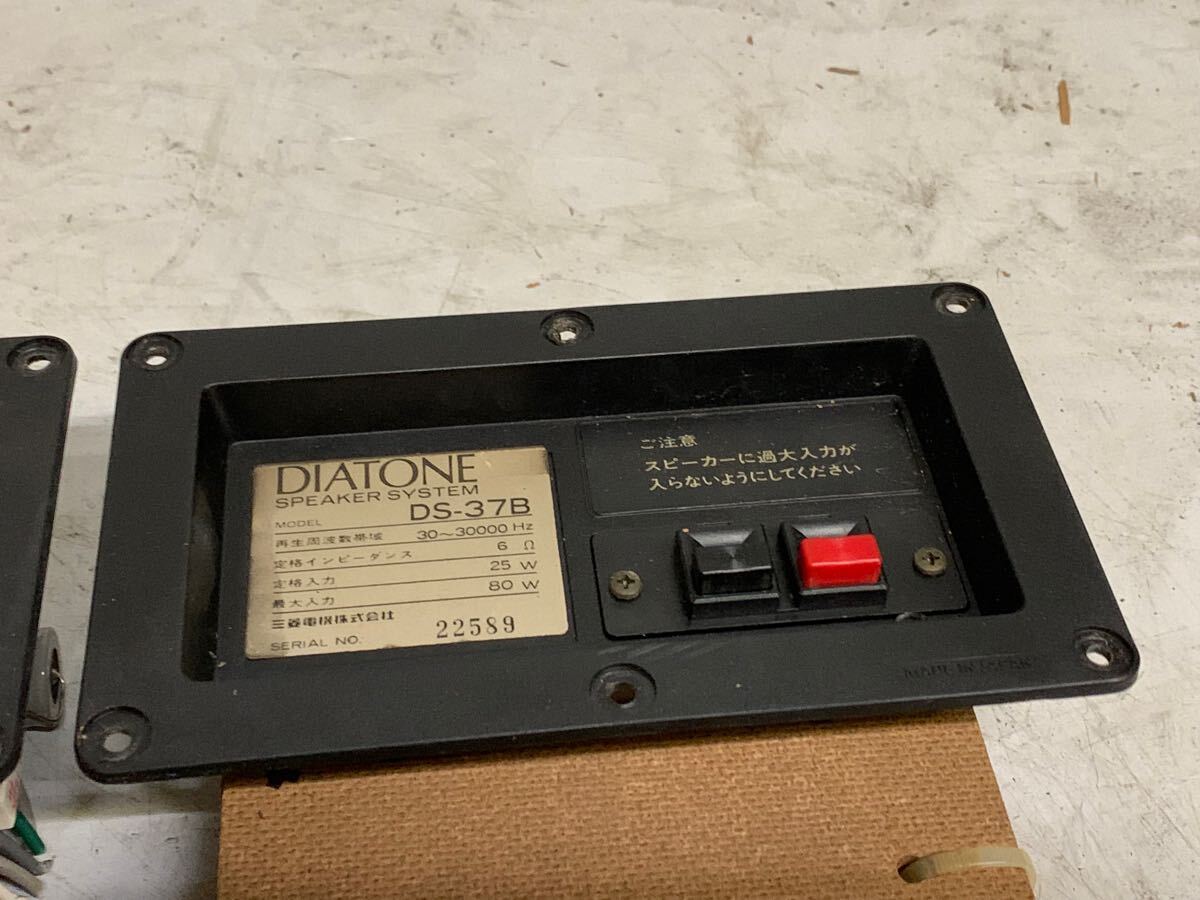 DIATONE
SPEAKER SYSTEM
MODEL DS-37B
再生周波数帯域 30～30000 Hz
定格インピーダンス 6 Ω
定格入力 25 W
最大入力 80 W
三菱電機株式会社
SERIAL NO. 22589
ご注意
スピーカーに過大入力が
入らないようにしてください
MADE IN JAPAN